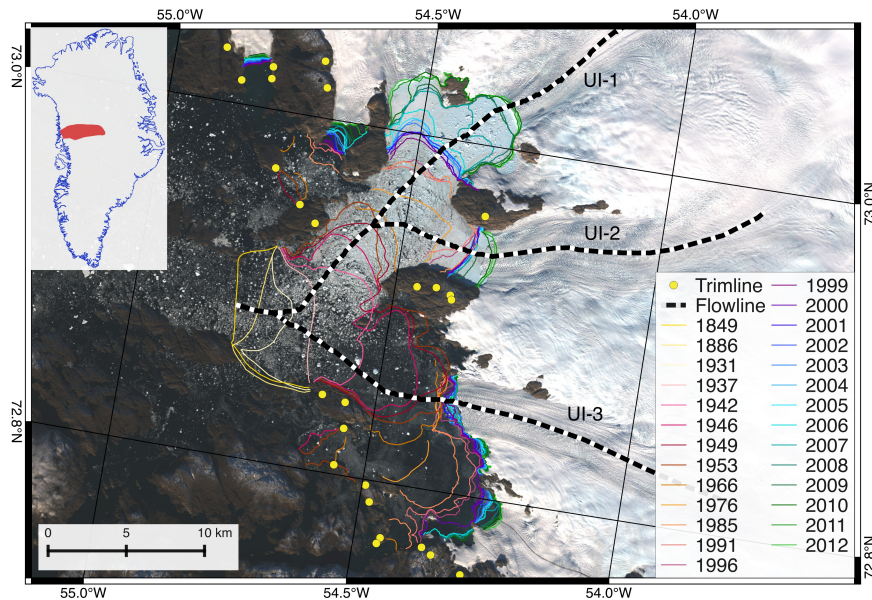 55.0°W 54.5°W 54.0°W
73.0°N
UI-1
73.0°N
UI-2
Trimline
Flowline
1849
1886
1931
1937
1942
1946
1949
1953
1966
1976
1985
1991
1996
1999
2000
2001
2002
2003
2004
2005
2006
2007
2008
2009
2010
2011
2012
UI-3
72.8°N
0 5 10 km
72.8°N
55.0°W 54.5°W 54.0°W